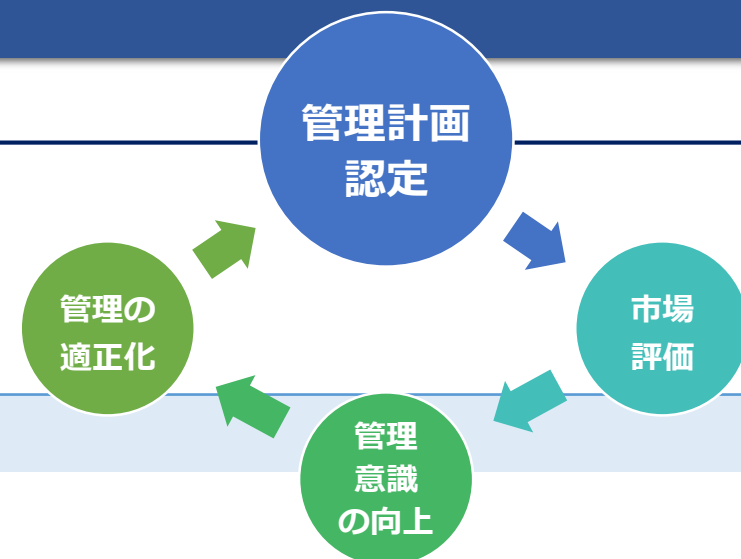 管理計画
認定
管理の
適正化
市場
評価
管理
意識
の向上